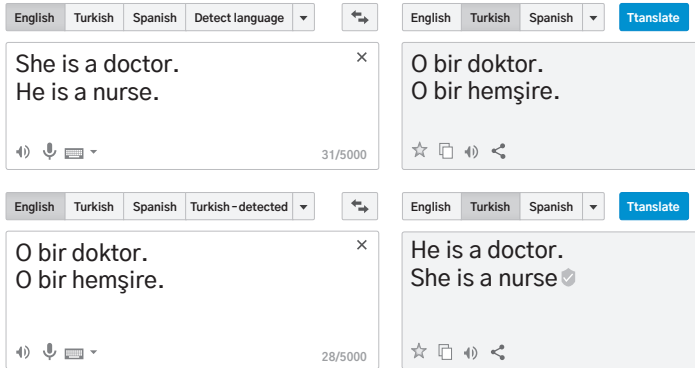 English Turkish Spanish Detect language
English Turkish Spanish Ttanslate
She is a doctor.
He is a nurse.
31/5000
O bir doktor.
O bir hemşire.
English Turkish Spanish Turkish-detected
English Turkish Spanish Ttanslate
O bir doktor.
O bir hemşire.
28/5000
He is a doctor.
She is a nurse